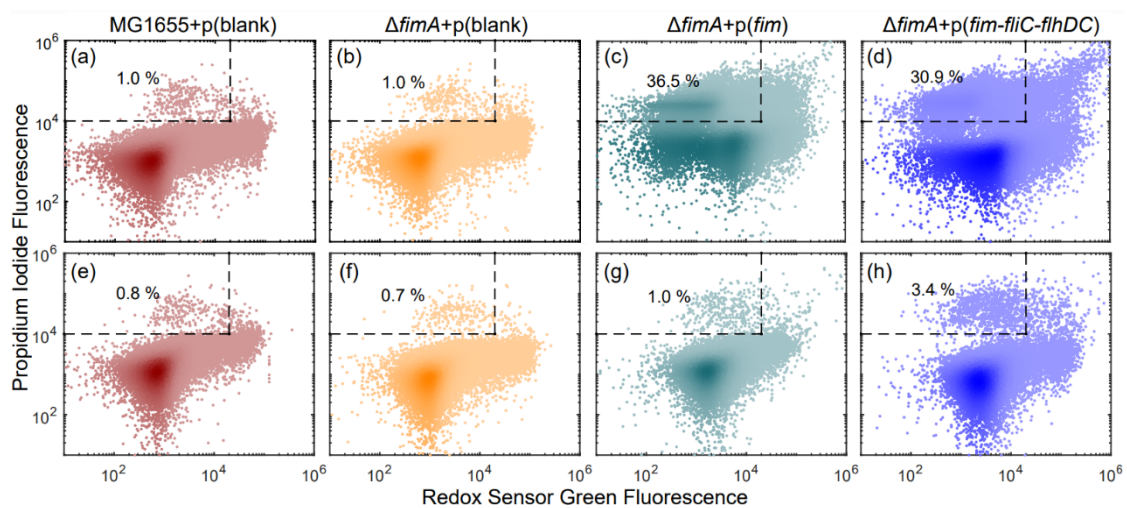 MG1655+p(blank) ΔfimA+p(blank) ΔfimA+p(fim) ΔfimA+p(fim-fliC-flhDC)
Propidium Iodide Fluorescence
10^6 (a) (b) (c) (d)
1.0 % 1.0 % 36.5 % 30.9 %
10^4
10^2
10^6 (e) (f) (g) (h)
0.8 % 0.7 % 1.0 % 3.4 %
10^4
10^2
10^2 10^4 10^6 10^2 10^4 10^6 10^2 10^4 10^6 10^2 10^4 10^6
Redox Sensor Green Fluorescence